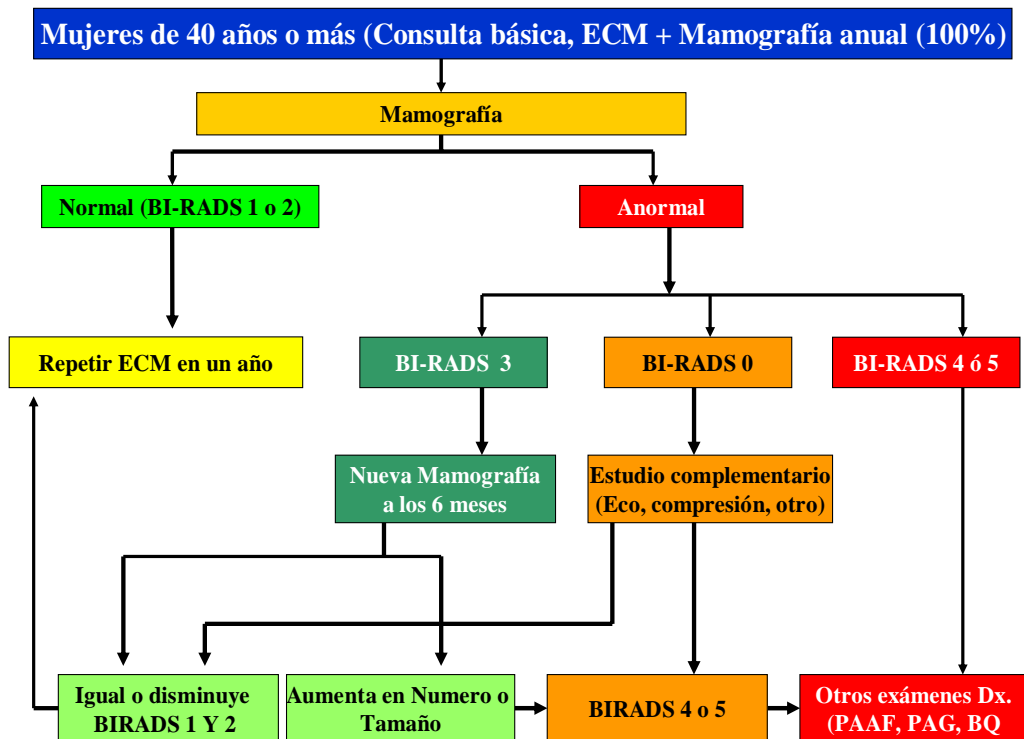 Mujeres de 40 años o más (Consulta básica, ECM + Mamografía anual (100%)
Mamografía
Normal (BI-RADS 1 o 2)
Anormal
Repetir ECM en un año
BI-RADS 3
BI-RADS 0
BI-RADS 4 ó 5
Nueva Mamografía
a los 6 meses
Estudio complementario
(Eco, compresión, otro)
Igual o disminuye
BIRADS 1 Y 2
Aumenta en Numero o
Tamaño
BIRADS 4 o 5
Otros exámenes Dx.
(PAAF, PAG, BQ